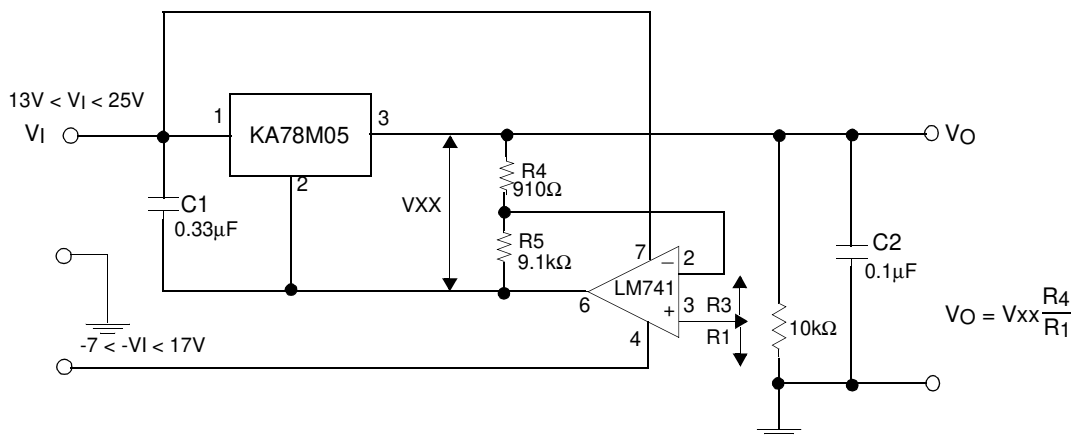 13V < VI < 25V
VI
1
KA78M05
3
VO
2
C1
0.33µF
VXX
R4
910Ω
R5
9.1kΩ
7
–
2
LM741
6
+
3
4
R3
R1
10kΩ
C2
0.1µF
VO = Vxx R4/R1
-7 < -VI < 17V